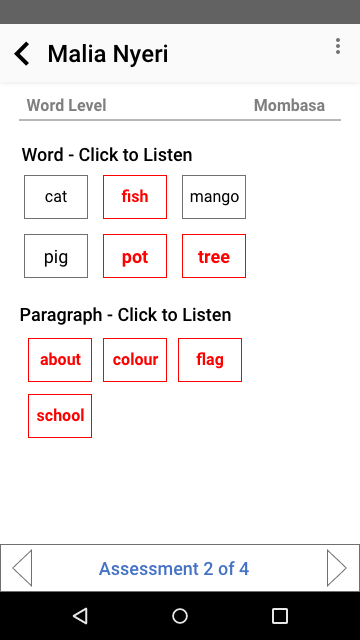 Malia Nyeri
Word Level Mombasa
Word - Click to Listen
cat fish mango
pig pot tree
Paragraph - Click to Listen
about colour flag
school
Assessment 2 of 4